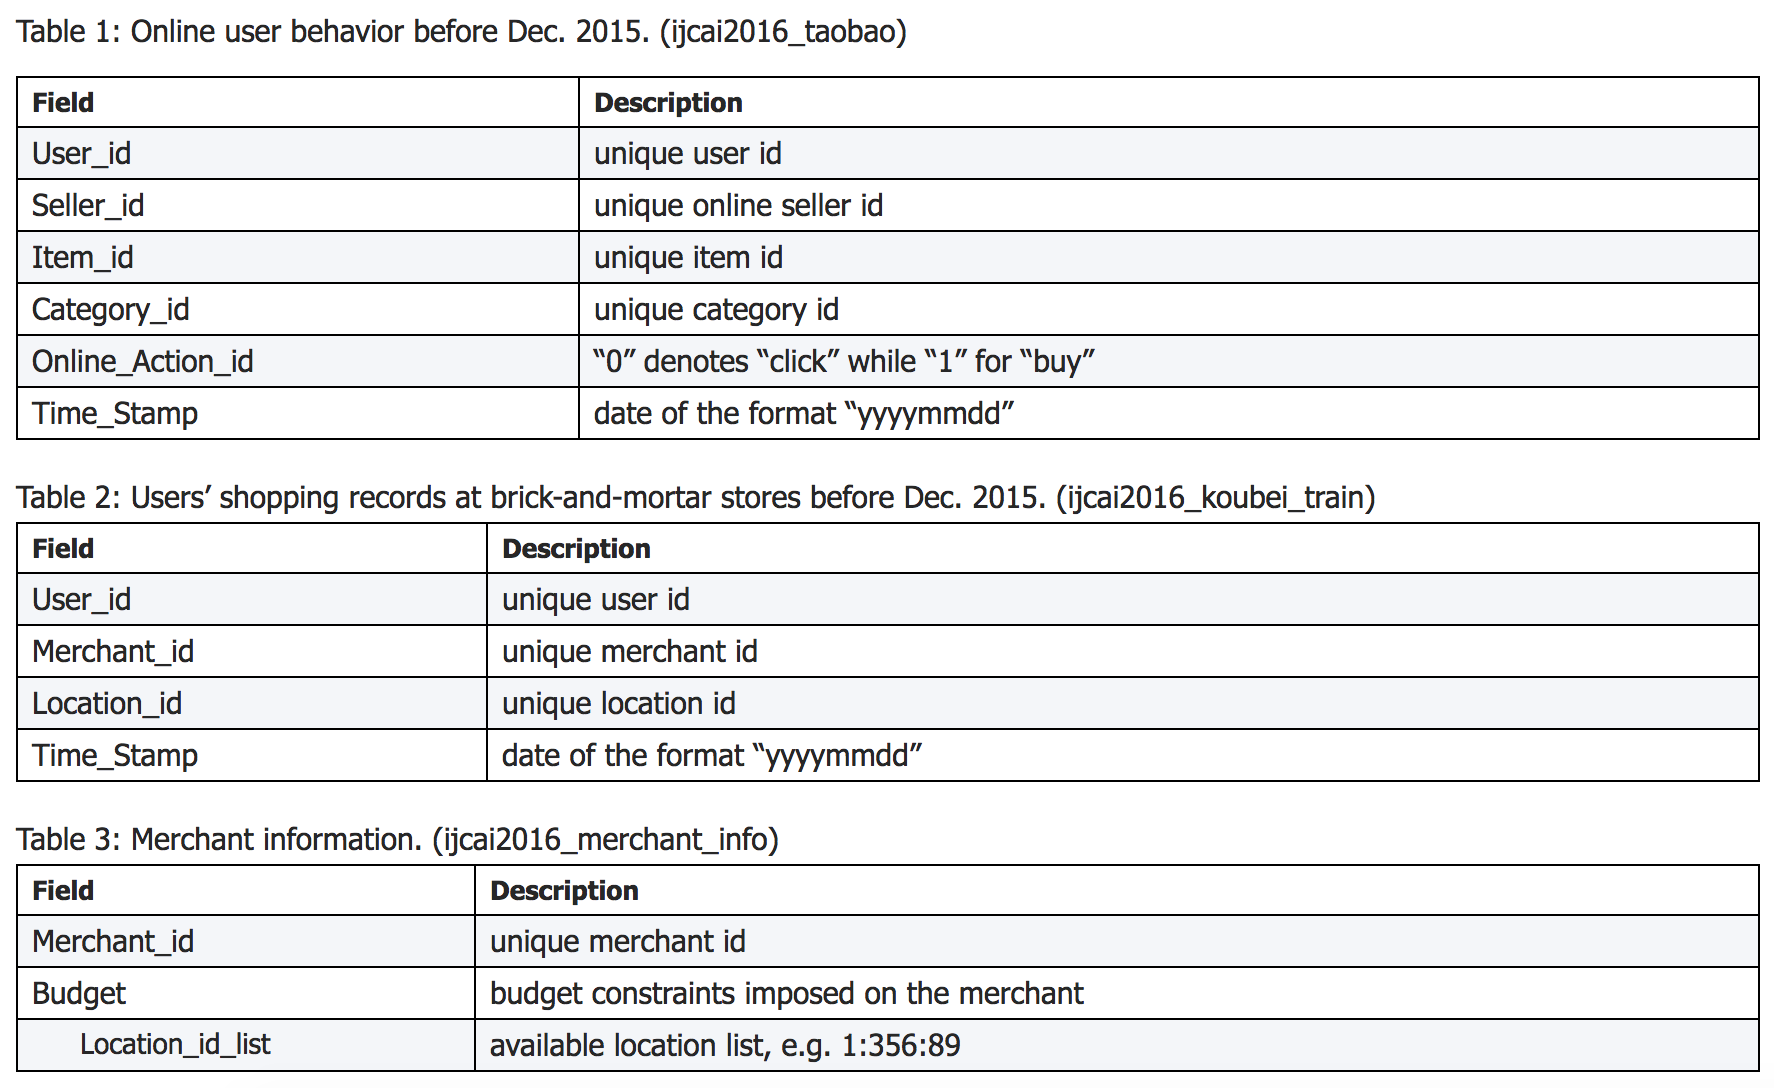 Table 1: Online user behavior before Dec. 2015. (ijcai2016_taobao)
Field Description
User_id unique user id
Seller_id unique online seller id
Item_id unique item id
Category_id unique category id
Online_Action_id “0” denotes “click” while “1” for “buy”
Time_Stamp date of the format “yyyymmdd”
Table 2: Users’ shopping records at brick-and-mortar stores before Dec. 2015. (ijcai2016_koubei_train)
Field Description
User_id unique user id
Merchant_id unique merchant id
Location_id unique location id
Time_Stamp date of the format “yyyymmdd”
Table 3: Merchant information. (ijcai2016_merchant_info)
Field Description
Merchant_id unique merchant id
Budget budget constraints imposed on the merchant
Location_id_list available location list, e.g. 1:356:89